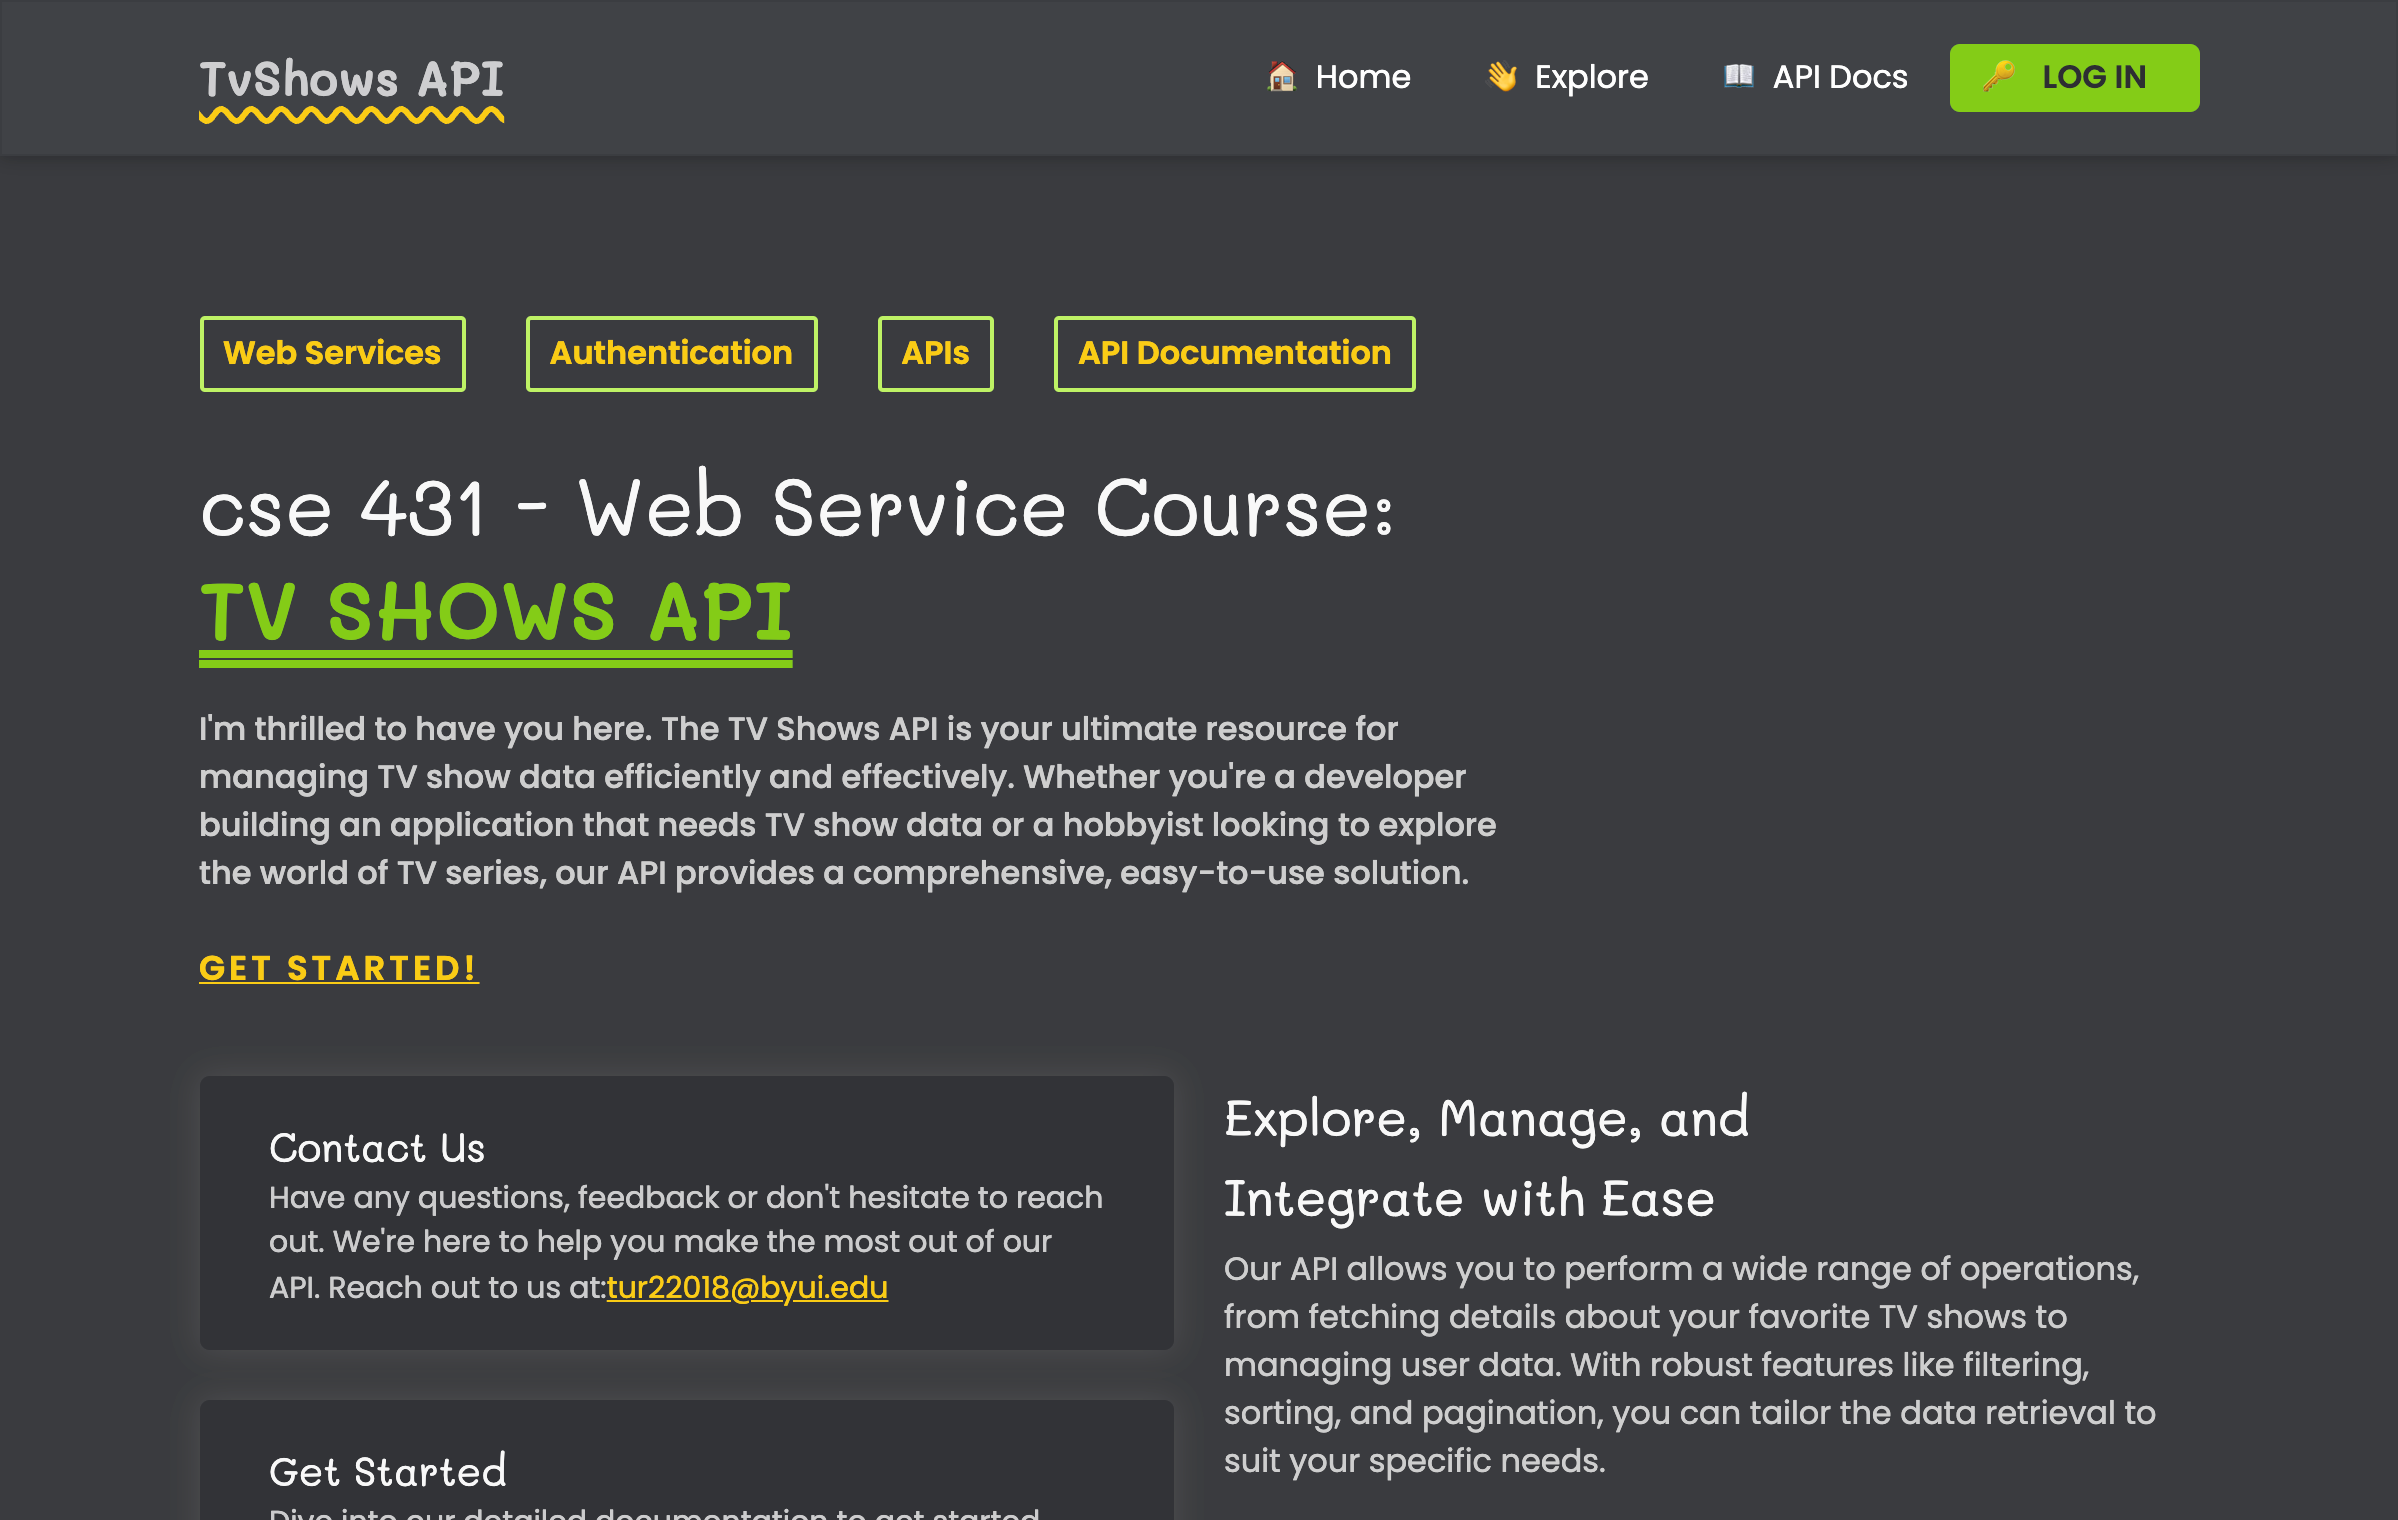 TvShows API
🏠 Home
👋 Explore
📖 API Docs
🔑 LOG IN
Web Services
Authentication
APIs
API Documentation
cse 431 - Web Service Course:
TV SHOWS API
I'm thrilled to have you here. The TV Shows API is your ultimate resource for
managing TV show data efficiently and effectively. Whether you're a developer
building an application that needs TV show data or a hobbyist looking to explore
the world of TV series, our API provides a comprehensive, easy-to-use solution.
GET STARTED!
Contact Us
Have any questions, feedback or don't hesitate to reach
out. We're here to help you make the most out of our
API. Reach out to us at:tur22018@byui.edu
Get Started
Dive into our detailed documentation to get started
Explore, Manage, and
Integrate with Ease
Our API allows you to perform a wide range of operations,
from fetching details about your favorite TV shows to
managing user data. With robust features like filtering,
sorting, and pagination, you can tailor the data retrieval to
suit your specific needs.